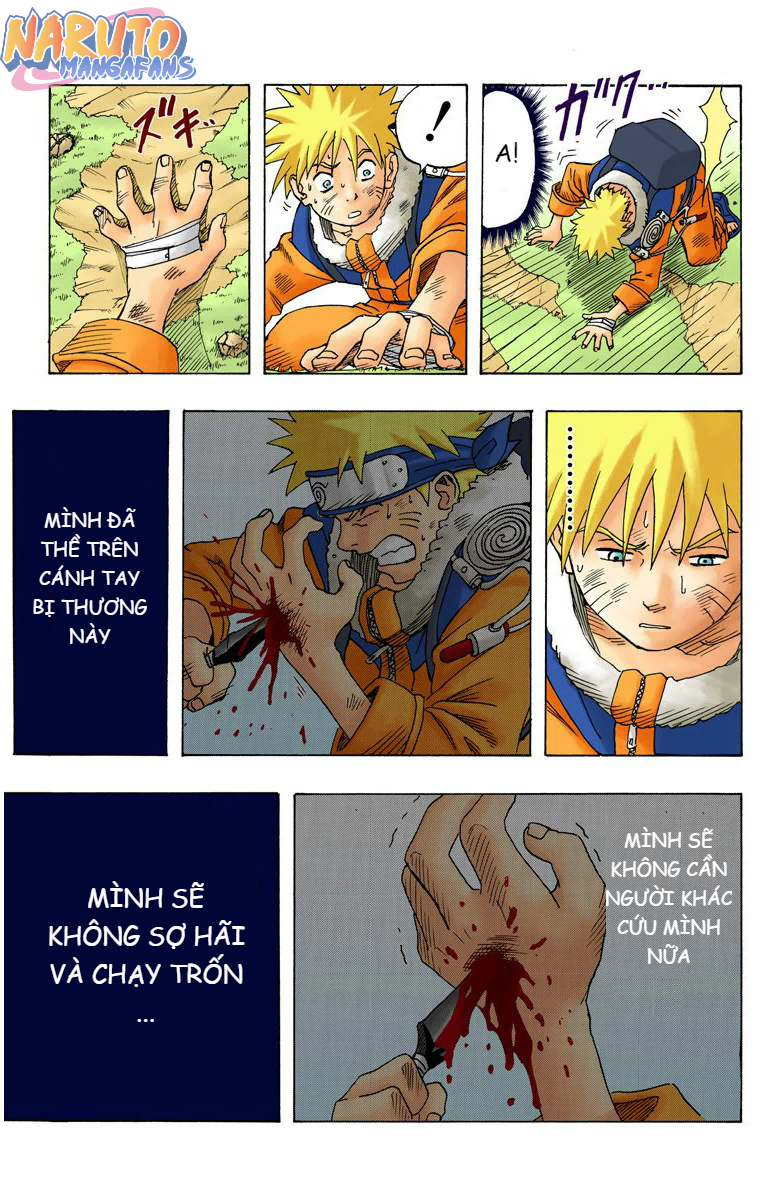 NARUTO
MANGAFANS
ガクッ
A!
!
ズキッ
………
MÌNH ĐÃ
THỀ TRÊN
CÁNH TAY
BỊ THƯƠNG
NÀY
MÌNH SẼ
KHÔNG CẦN
NGƯỜI KHÁC
CỨU MÌNH
NỮA
MÌNH SẼ
KHÔNG SỢ HÃI
VÀ CHẠY TRỐN
...